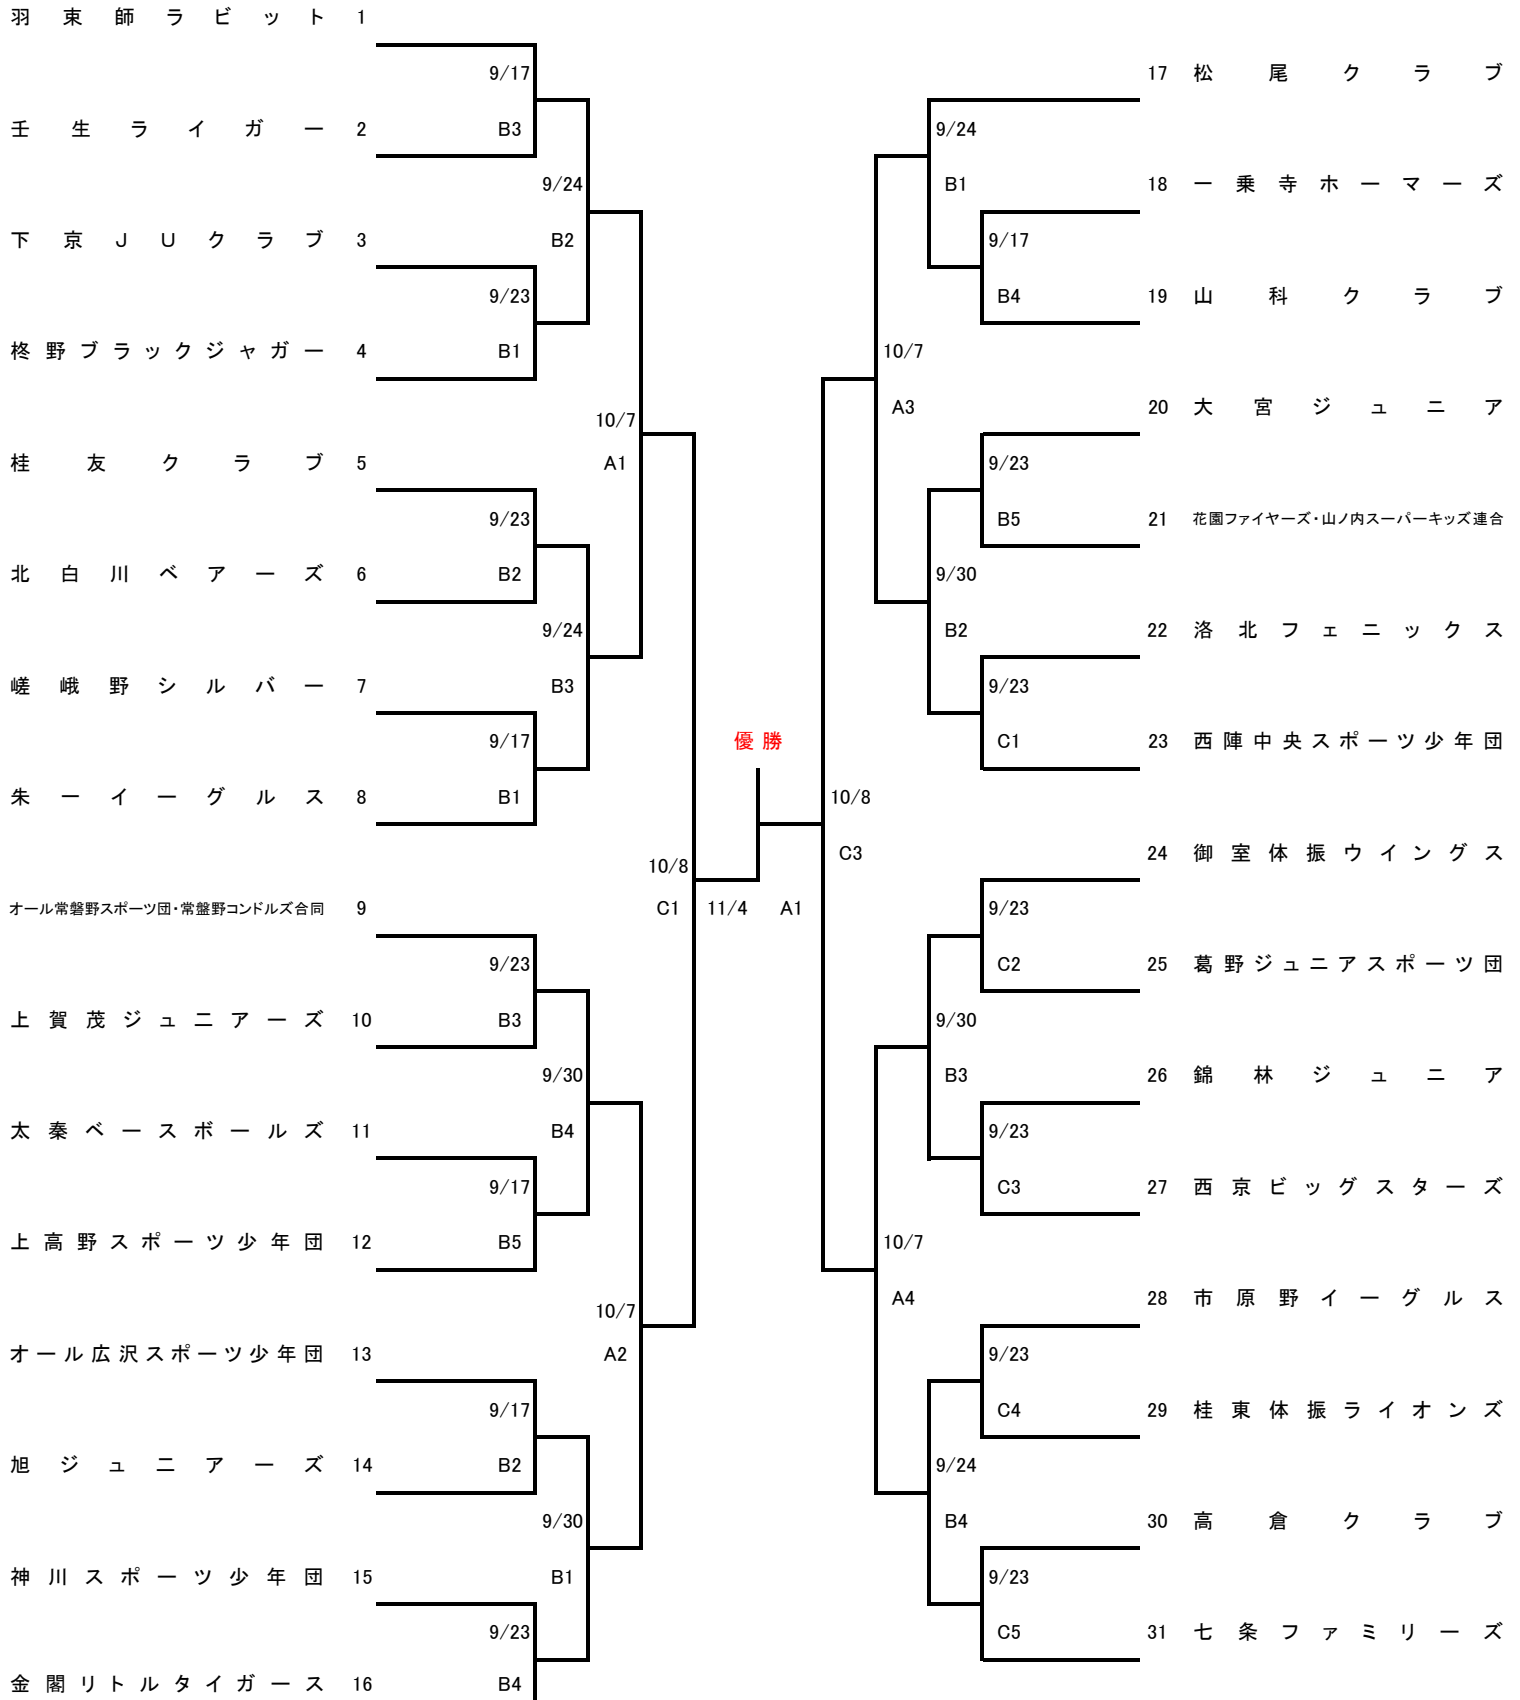 羽束師ラビット 1
9/17
壬生ライガー 2 B3
9/24
下京JUクラブ 3 B2
9/23
柊野ブラックジャガー 4 B1
10/7
桂友クラブ 5 A1
9/23
北白川ベアーズ 6 B2
9/24
嵯峨野シルバー 7 B3
9/17
朱一イーグルス 8 B1
10/8
オール常磐野スポーツ団・常盤野コンドルズ合同 9 C1
9/23
上賀茂ジュニアーズ 10 B3
9/30
太秦ベースボールズ 11 B4
9/17
上高野スポーツ少年団 12 B5
10/7
オール広沢スポーツ少年団 13 A2
9/17
旭ジュニアーズ 14 B2
9/30
神川スポーツ少年団 15 B1
9/23
金閣リトルタイガース 16 B4
優勝
11/4 A1
17 松尾クラブ
9/24
B1 18 一乗寺ホーマーズ
9/17
B4 19 山科クラブ
10/7
A3 20 大宮ジュニア
9/23
B5 21 花園ファイヤーズ・山ノ内スーパーキッズ連合
9/30
B2 22 洛北フェニックス
9/23
C1 23 西陣中央スポーツ少年団
10/8
C3 24 御室体振ウイングス
9/23
C2 25 葛野ジュニアスポーツ団
9/30
B3 26 錦林ジュニア
9/23
C3 27 西京ビッグスターズ
10/7
A4 28 市原野イーグルス
9/23
C4 29 桂東体振ライオンズ
9/24
B4 30 高倉クラブ
9/23
C5 31 七条ファミリーズ